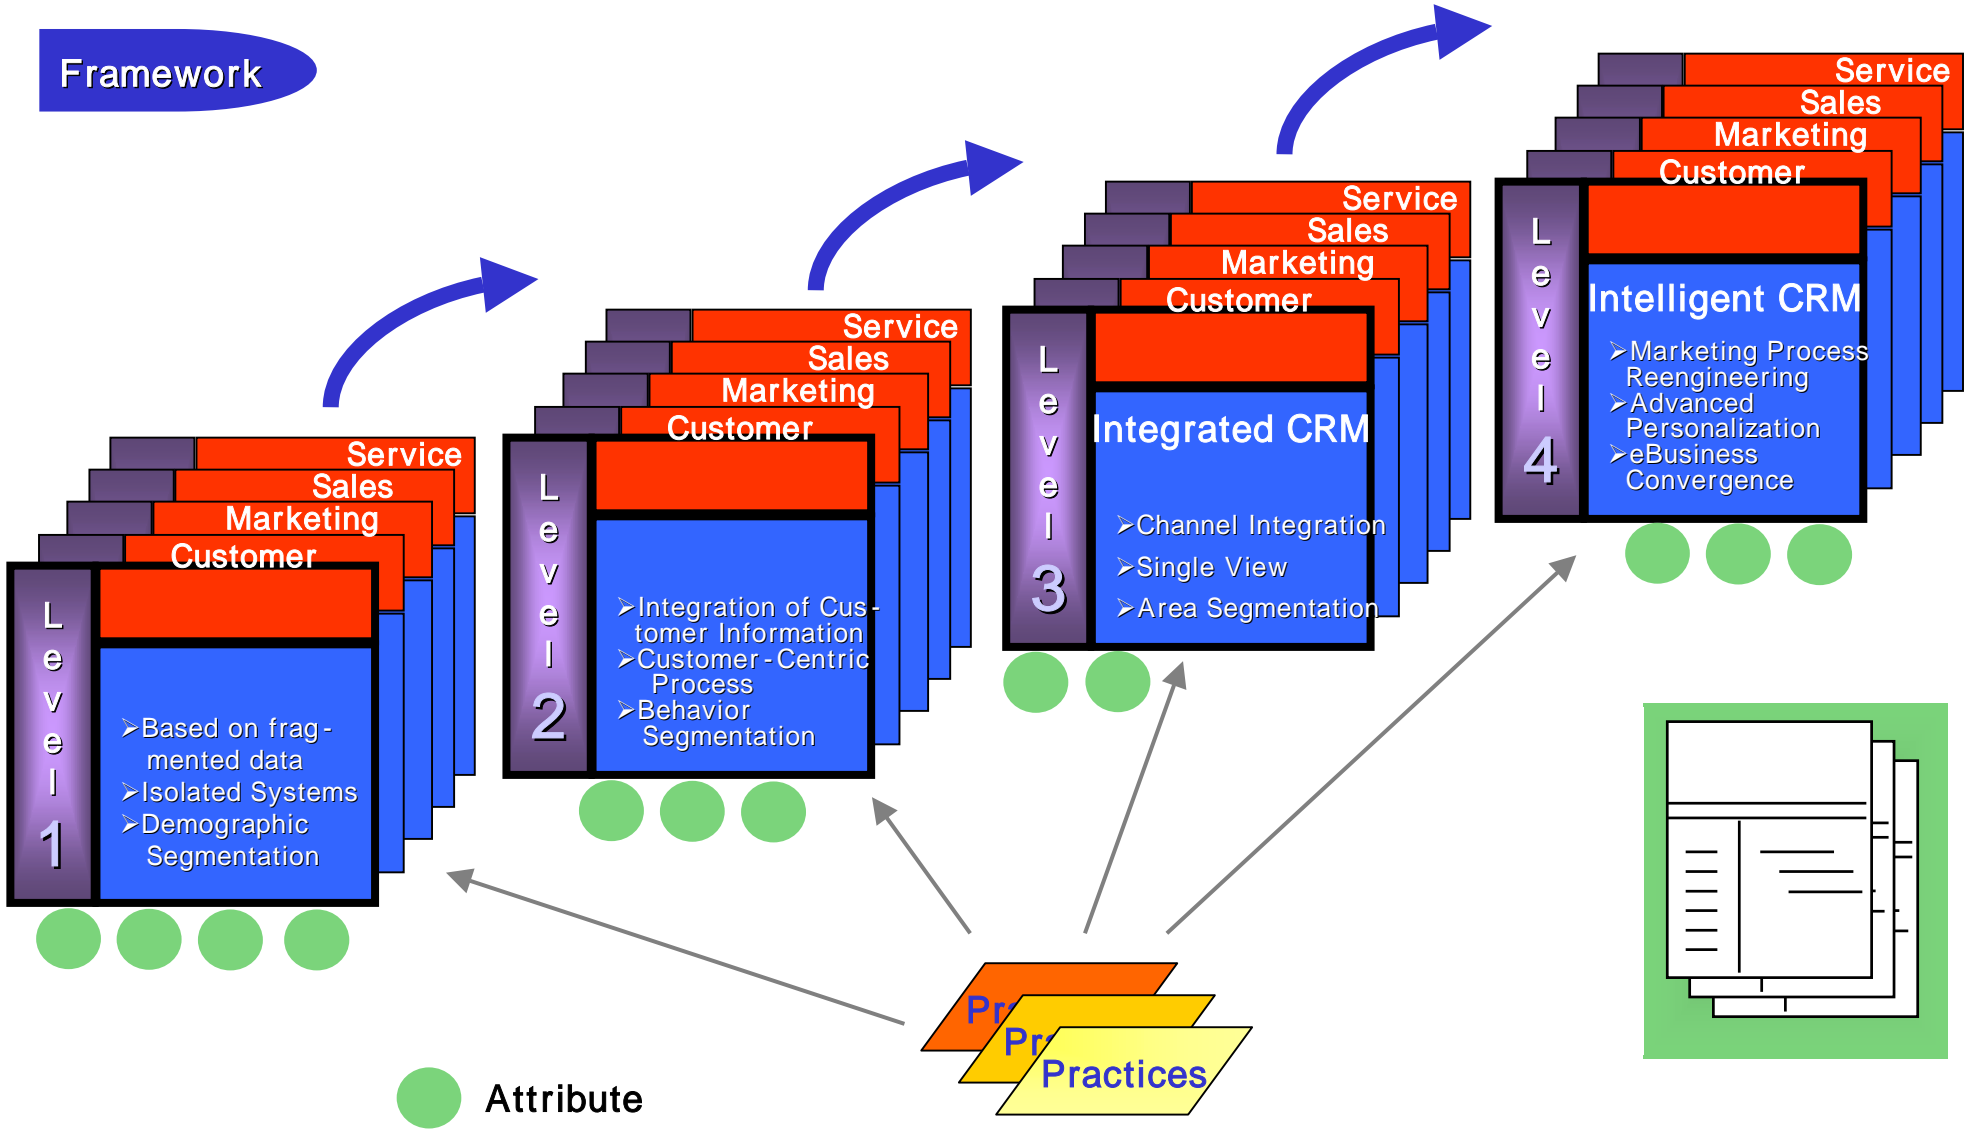 Framework
Service
Sales
Marketing
Customer
Level 1
➢Based on frag-
mented data
➢Isolated Systems
➢Demographic
Segmentation
Service
Sales
Marketing
Customer
Level 2
➢Integration of Cus-
tomer Information
➢Customer-Centric
Process
➢Behavior
Segmentation
Service
Sales
Marketing
Customer
Level 3
Integrated CRM
➢Channel Integration
➢Single View
➢Area Segmentation
Service
Sales
Marketing
Customer
Level 4
Intelligent CRM
➢Marketing Process
Reengineering
➢Advanced
Personalization
➢eBusiness
Convergence
Pra
Pra
Practices
Attribute